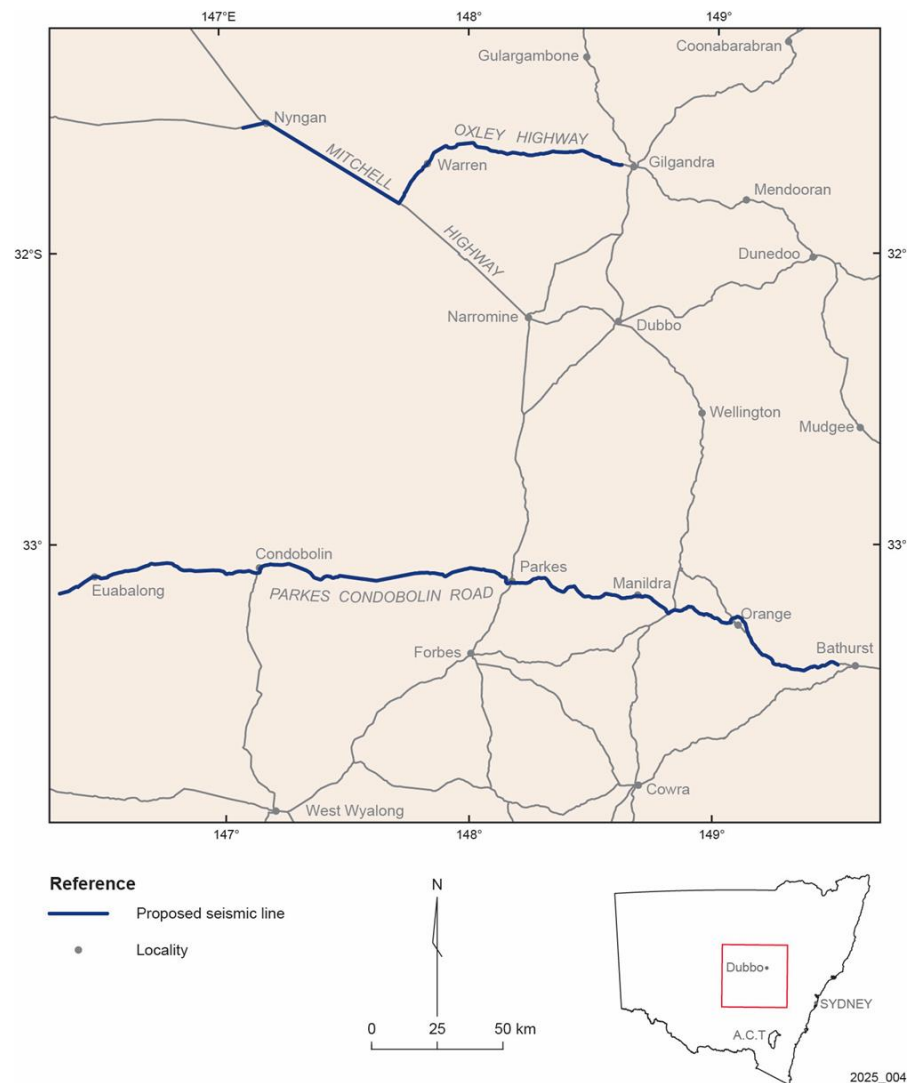 147°E 148° 149°
Coonabarabran
Gulargambone
Nyngan
OXLEY HIGHWAY
MITCHELL
Warren
Gilgandra
Mendooran
HIGHWAY
32°S 32°
Dunedoo
Narromine
Dubbo
Wellington
Mudgee
33° 33°
Condobolin
Parkes
Euabalong
PARKES CONDOBOLIN ROAD
Manildra
Orange
Forbes
Bathurst
Cowra
West Wyalong
147° 148° 149°
Reference
Proposed seismic line
Locality
N
0 25 50 km
Dubbo
SYDNEY
A.C.T
2025_004